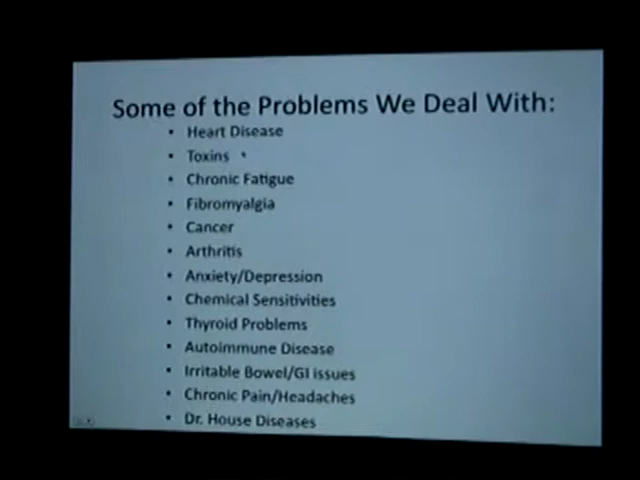 Some of the Problems We Deal With:
• Heart Disease
• Toxins
• Chronic Fatigue
• Fibromyalgia
• Cancer
• Arthritis
• Anxiety/Depression
• Chemical Sensitivities
• Thyroid Problems
• Autoimmune Disease
• Irritable Bowel/GI issues
• Chronic Pain/Headaches
• Dr. House Diseases